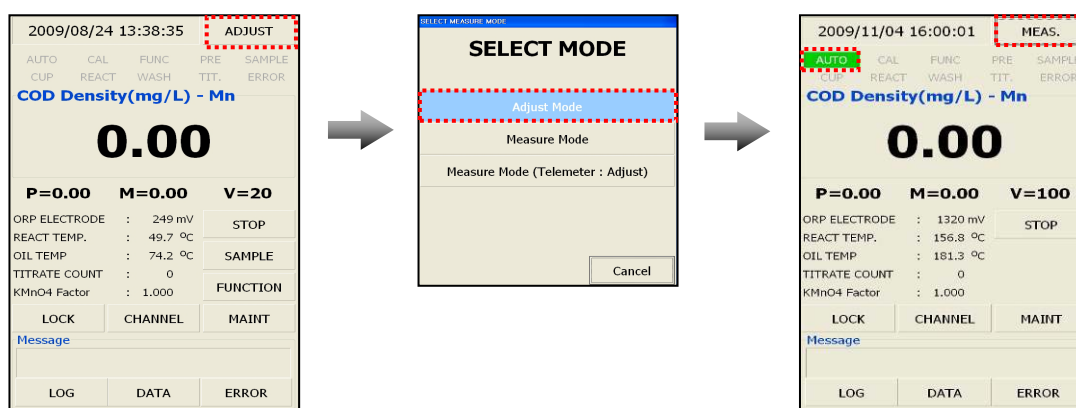 2009/08/24 13:38:35 ADJUST
AUTO CAL FUNC PRE SAMPLE
CUP REACT WASH TIT. ERROR
COD Density(mg/L) - Mn
0.00
P=0.00 M=0.00 V=20
ORP ELECTRODE : 249 mV
REACT TEMP. : 49.7 ºC
OIL TEMP : 74.2 ºC
TITRATE COUNT : 0
KMnO4 Factor : 1.000
STOP
SAMPLE
FUNCTION
LOCK CHANNEL MAINT
Message
LOG DATA ERROR
SELECT MEASURE MODE
SELECT MODE
Adjust Mode
Measure Mode
Measure Mode (Telemeter : Adjust)
Cancel
2009/11/04 16:00:01 MEAS.
AUTO CAL FUNC PRE SAMPLE
CUP REACT WASH TIT. ERROR
COD Density(mg/L) - Mn
0.00
P=0.00 M=0.00 V=100
ORP ELECTRODE : 1320 mV
REACT TEMP. : 156.8 ºC
OIL TEMP : 181.3 ºC
TITRATE COUNT : 0
KMnO4 Factor : 1.000
STOP
LOCK CHANNEL MAINT
Message
LOG DATA ERROR